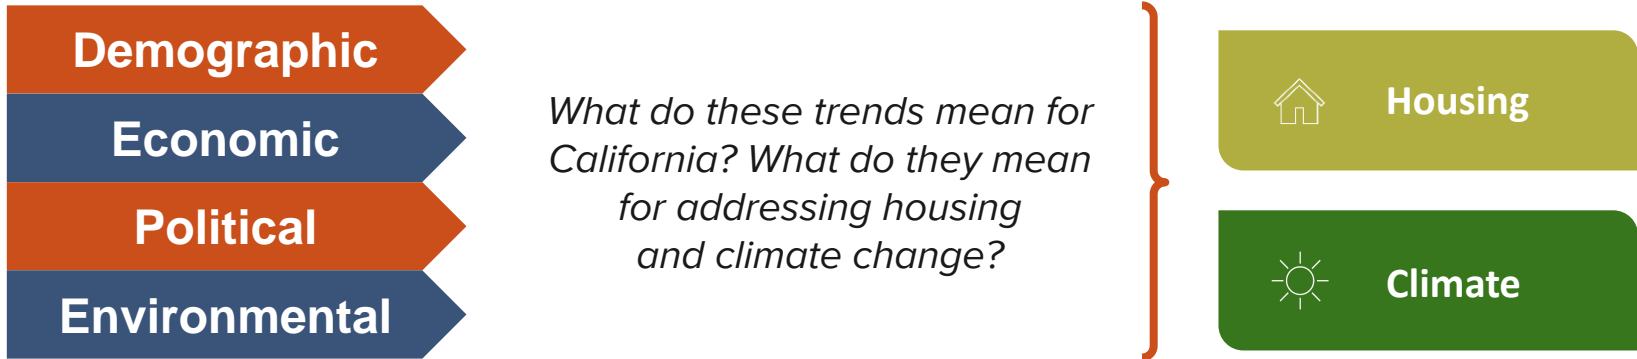 Demographic
Economic
Political
Environmental
What do these trends mean for
California? What do they mean
for addressing housing
and climate change?
Housing
Climate